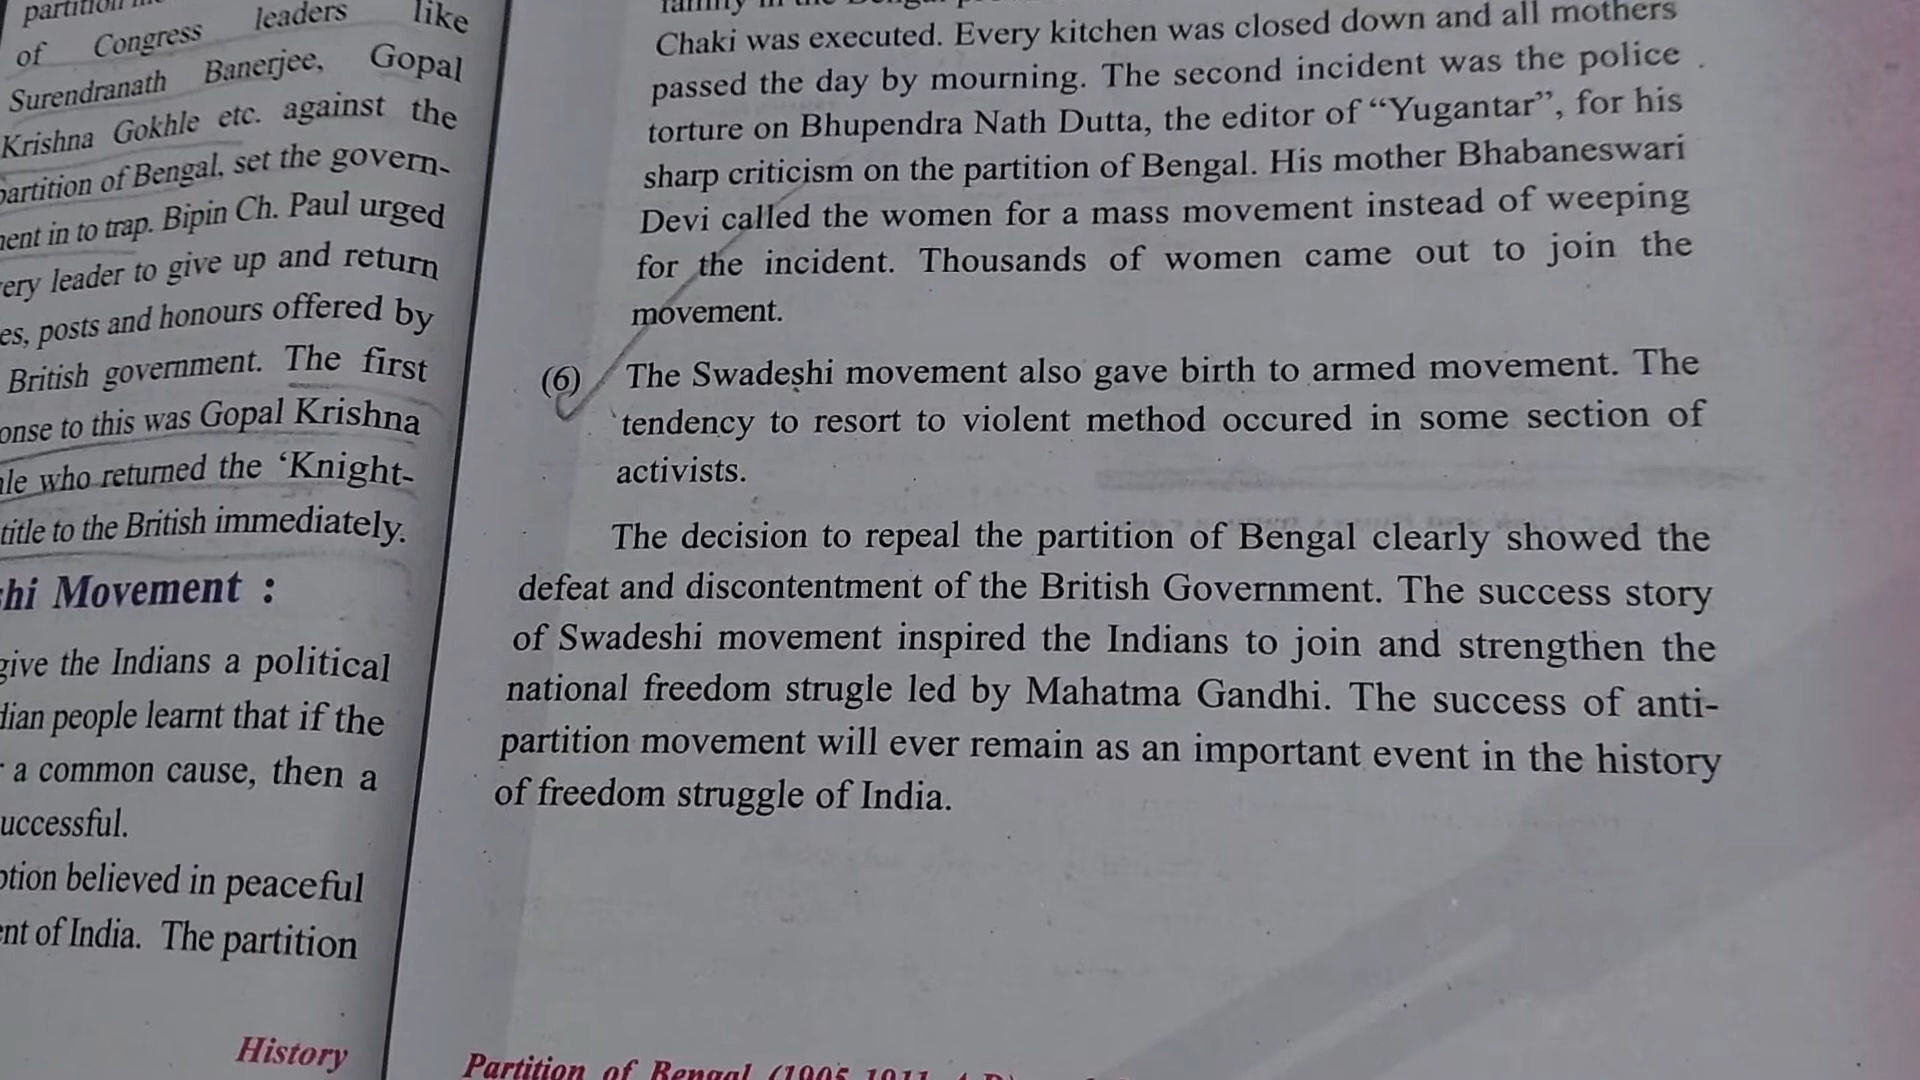 of Congress leaders like
Surendranath Banerjee, Gopal
Krishna Gokhle etc. against the
partition of Bengal, set the govern-
ment in to trap. Bipin Ch. Paul urged
ery leader to give up and return
es, posts and honours offered by
British government. The first
onse to this was Gopal Krishna
le who returned the ‘Knight-
title to the British immediately.
hi Movement :
give the Indians a political
dian people learnt that if the
a common cause, then a
uccessful.
ption believed in peaceful
ent of India. The partition
History
Chaki was executed. Every kitchen was closed down and all mothers
passed the day by mourning. The second incident was the police
torture on Bhupendra Nath Dutta, the editor of “Yugantar”, for his
sharp criticism on the partition of Bengal. His mother Bhabaneswari
Devi called the women for a mass movement instead of weeping
for the incident. Thousands of women came out to join the
movement.
(6) The Swadeshi movement also gave birth to armed movement. The
tendency to resort to violent method occured in some section of
activists.
The decision to repeal the partition of Bengal clearly showed the
defeat and discontentment of the British Government. The success story
of Swadeshi movement inspired the Indians to join and strengthen the
national freedom strugle led by Mahatma Gandhi. The success of anti-
partition movement will ever remain as an important event in the history
of freedom struggle of India.
Partition of Bengal (1905-1911 A.D)